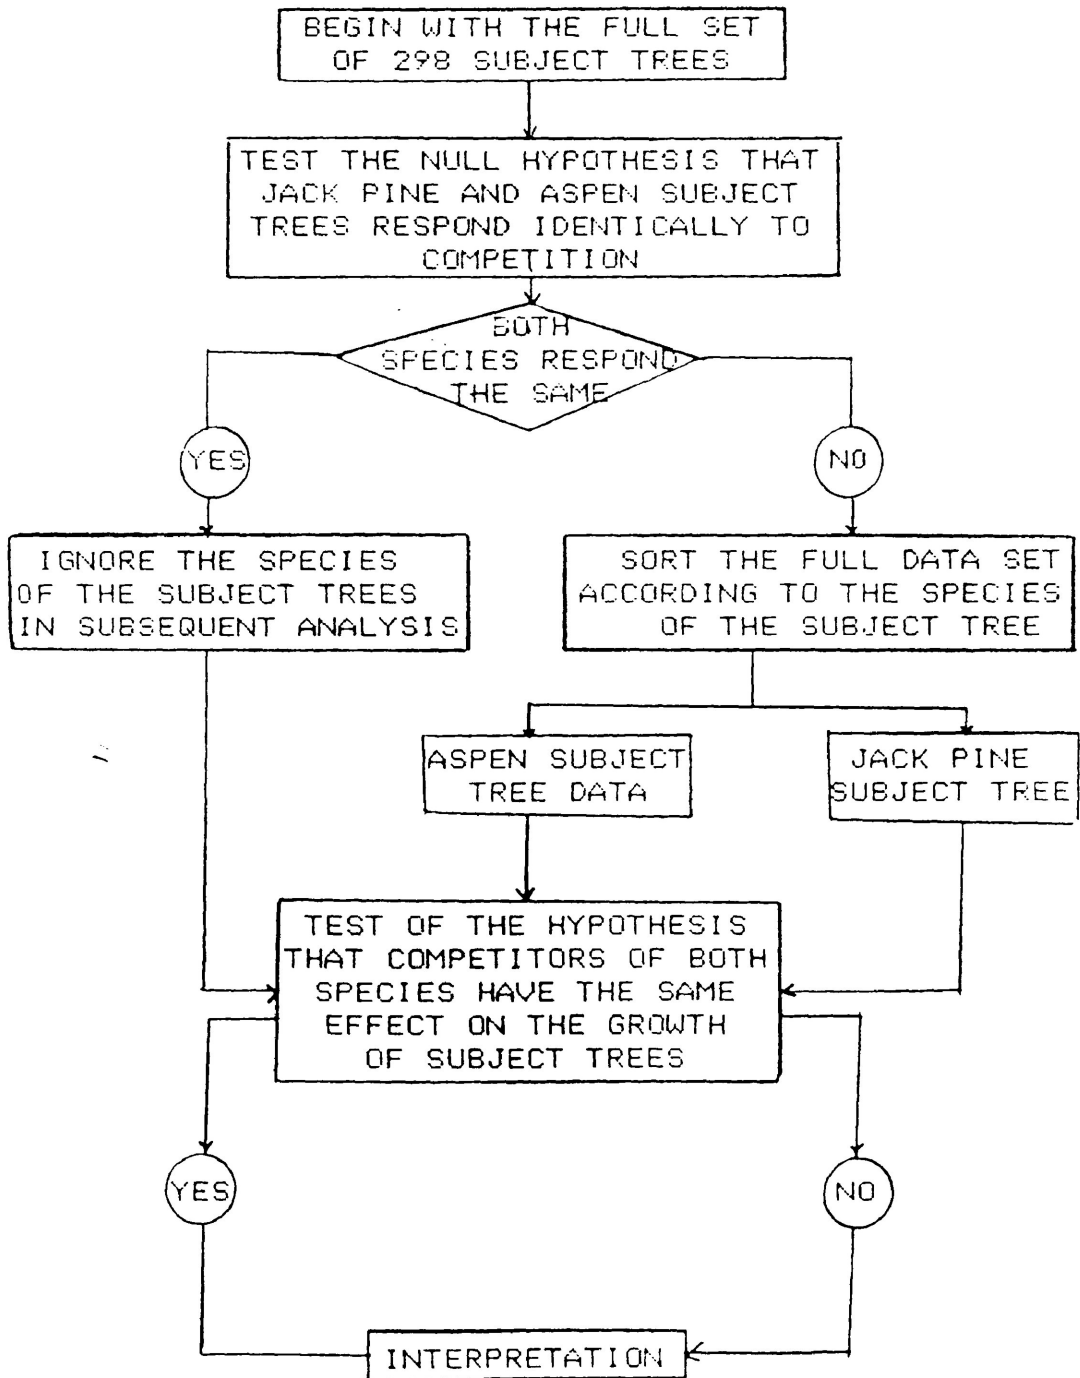 BEGIN WITH THE FULL SET
OF 298 SUBJECT TREES
TEST THE NULL HYPOTHESIS THAT
JACK PINE AND ASPEN SUBJECT
TREES RESPOND IDENTICALLY TO
COMPETITION
BOTH
SPECIES RESPOND
THE SAME
YES
NO
IGNORE THE SPECIES
OF THE SUBJECT TREES
IN SUBSEQUENT ANALYSIS
SORT THE FULL DATA SET
ACCORDING TO THE SPECIES
OF THE SUBJECT TREE
ASPEN SUBJECT
TREE DATA
JACK PINE
SUBJECT TREE
TEST OF THE HYPOTHESIS
THAT COMPETITORS OF BOTH
SPECIES HAVE THE SAME
EFFECT ON THE GROWTH
OF SUBJECT TREES
YES
NO
INTERPRETATION